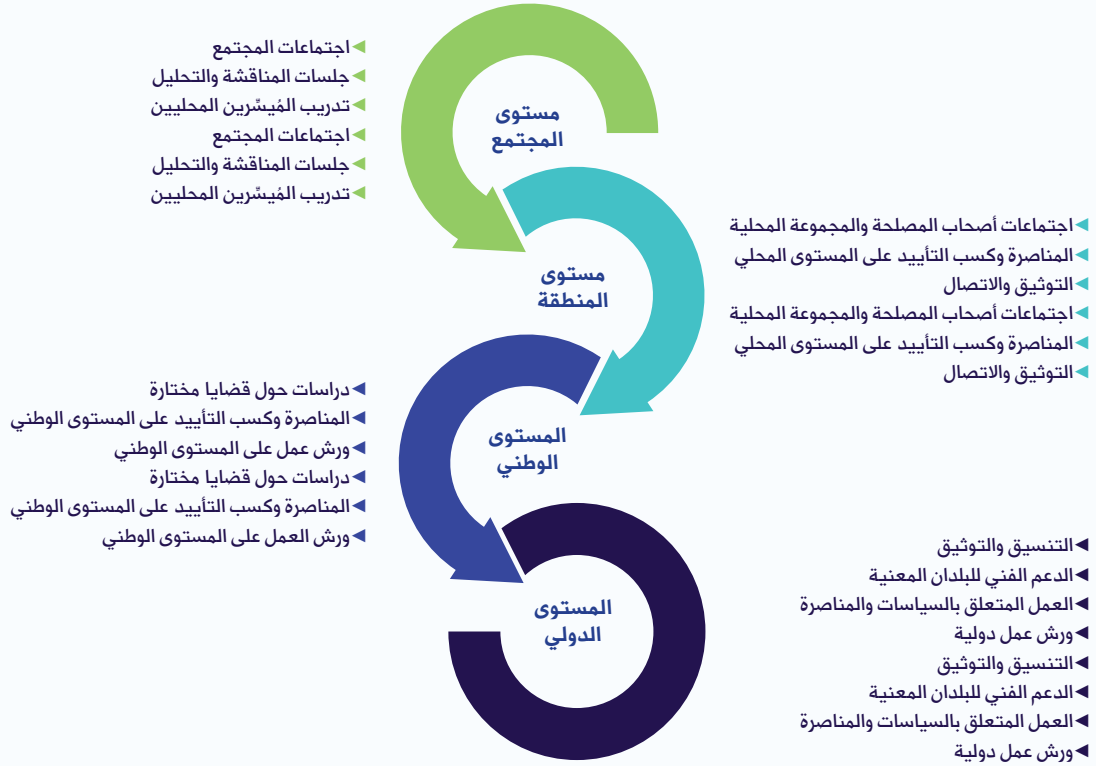 مستوى
المجتمع
◄اجتماعات المجتمع
◄جلسات المناقشة والتحليل
◄تدريب المُيسِّرين المحليين
◄اجتماعات المجتمع
◄جلسات المناقشة والتحليل
◄تدريب المُيسِّرين المحليين
مستوى
المنطقة
◄اجتماعات أصحاب المصلحة والمجموعة المحلية
◄المناصرة وكسب التأييد على المستوى المحلي
◄التوثيق والاتصال
◄اجتماعات أصحاب المصلحة والمجموعة المحلية
◄المناصرة وكسب التأييد على المستوى المحلي
◄التوثيق والاتصال
المستوى
الوطني
◄دراسات حول قضايا مختارة
◄المناصرة وكسب التأييد على المستوى الوطني
◄ورش عمل على المستوى الوطني
◄دراسات حول قضايا مختارة
◄المناصرة وكسب التأييد على المستوى الوطني
◄ورش العمل على المستوى الوطني
المستوى
الدولي
◄التنسيق والتوثيق
◄الدعم الفني للبلدان المعنية
◄العمل المتعلق بالسياسات والمناصرة
◄ورش عمل دولية
◄التنسيق والتوثيق
◄الدعم الفني للبلدان المعنية
◄العمل المتعلق بالسياسات والمناصرة
◄ورش عمل دولية